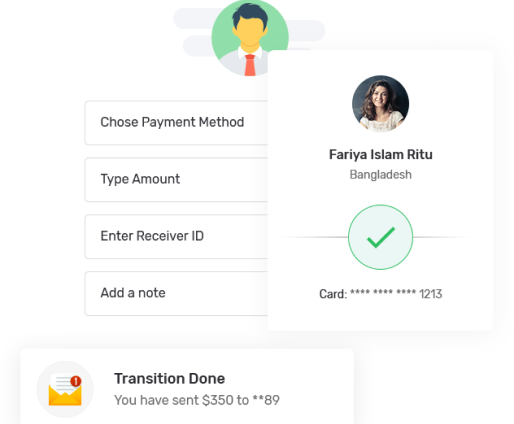 Chose Payment Method
Type Amount
Enter Receiver ID
Add a note
Fariya Islam Ritu
Bangladesh
Card: **** **** **** 1213
1
Transition Done
You have sent $350 to **89